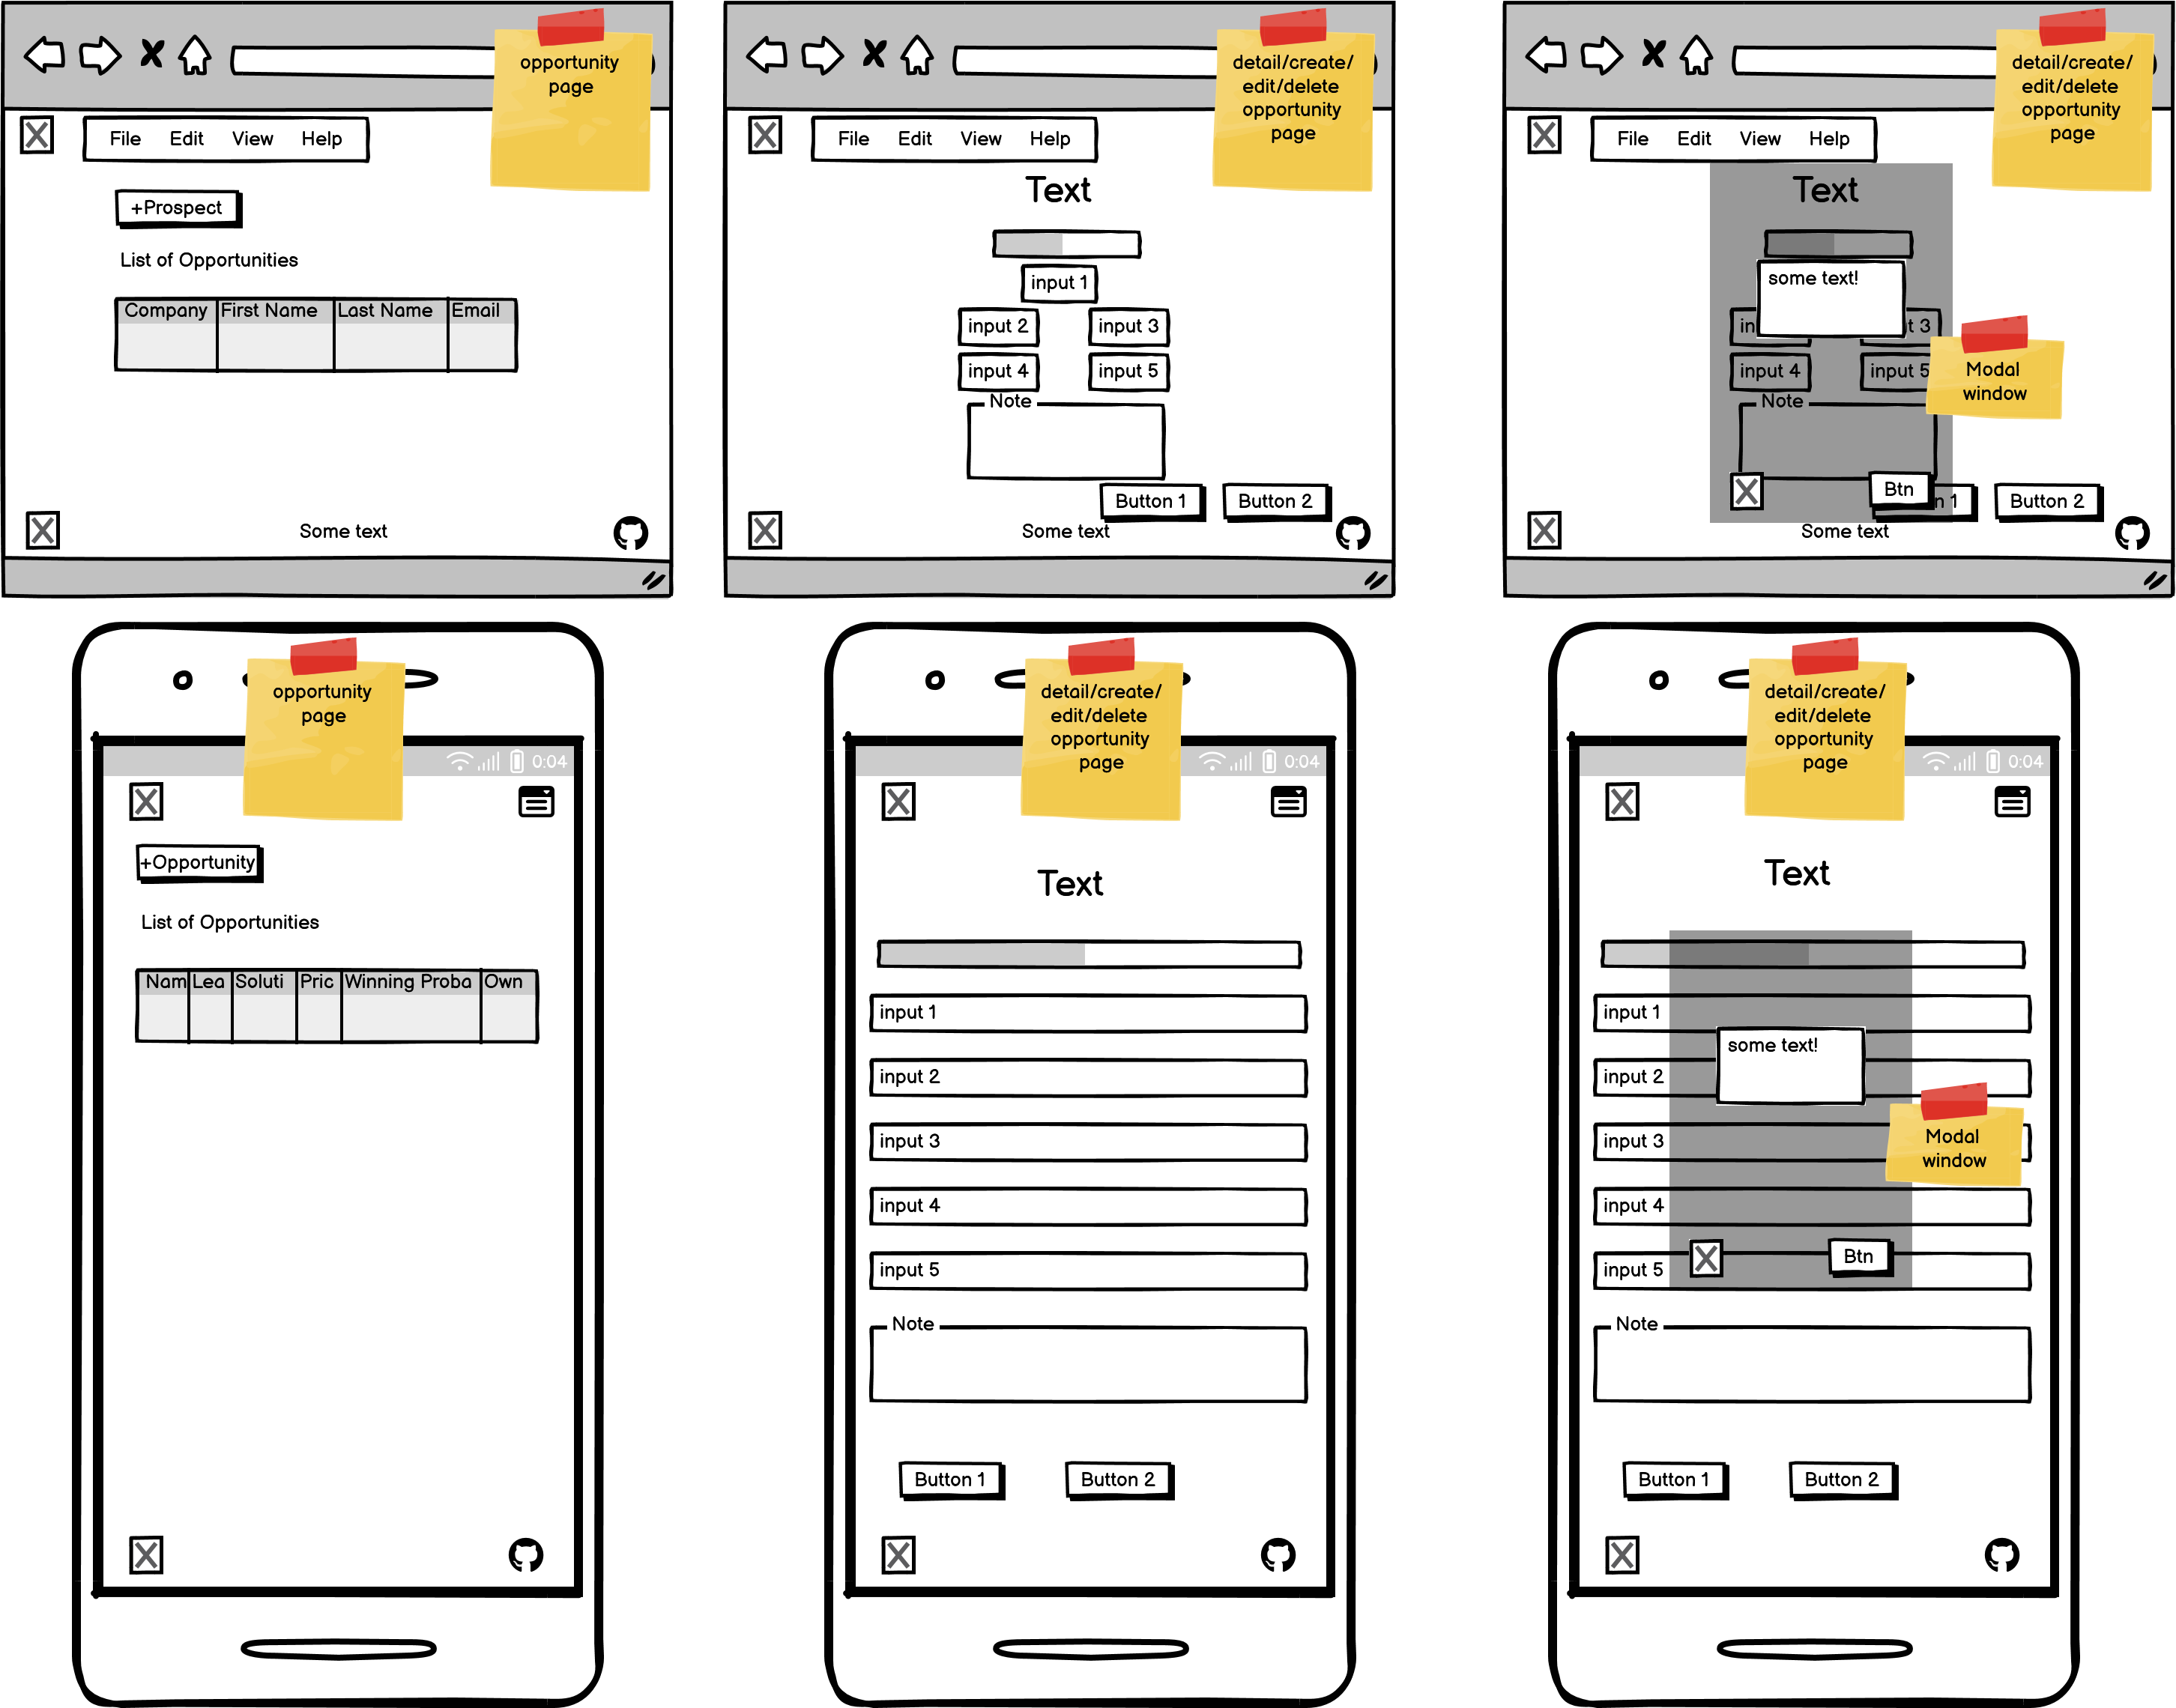 opportunity
page
File Edit View Help
+Prospect
List of Opportunities
Company First Name Last Name Email
Some text
detail/create/
edit/delete
opportunity
page
File Edit View Help
Text
input 1
input 2 input 3
input 4 input 5
Note
Button 1 Button 2
Some text
detail/create/
edit/delete
opportunity
page
File Edit View Help
Text
some text!
in t 3
input 4 input 5
Modal
window
Note
Btn n 1 Button 2
Some text
opportunity
page
0:04
+Opportunity
List of Opportunities
Nam Lea Soluti Pric Winning Proba Own
detail/create/
edit/delete
opportunity
page
0:04
Text
input 1
input 2
input 3
input 4
input 5
Note
Button 1 Button 2
detail/create/
edit/delete
opportunity
page
0:04
Text
input 1
some text!
input 2
input 3
Modal
window
input 4
input 5 Btn
Note
Button 1 Button 2